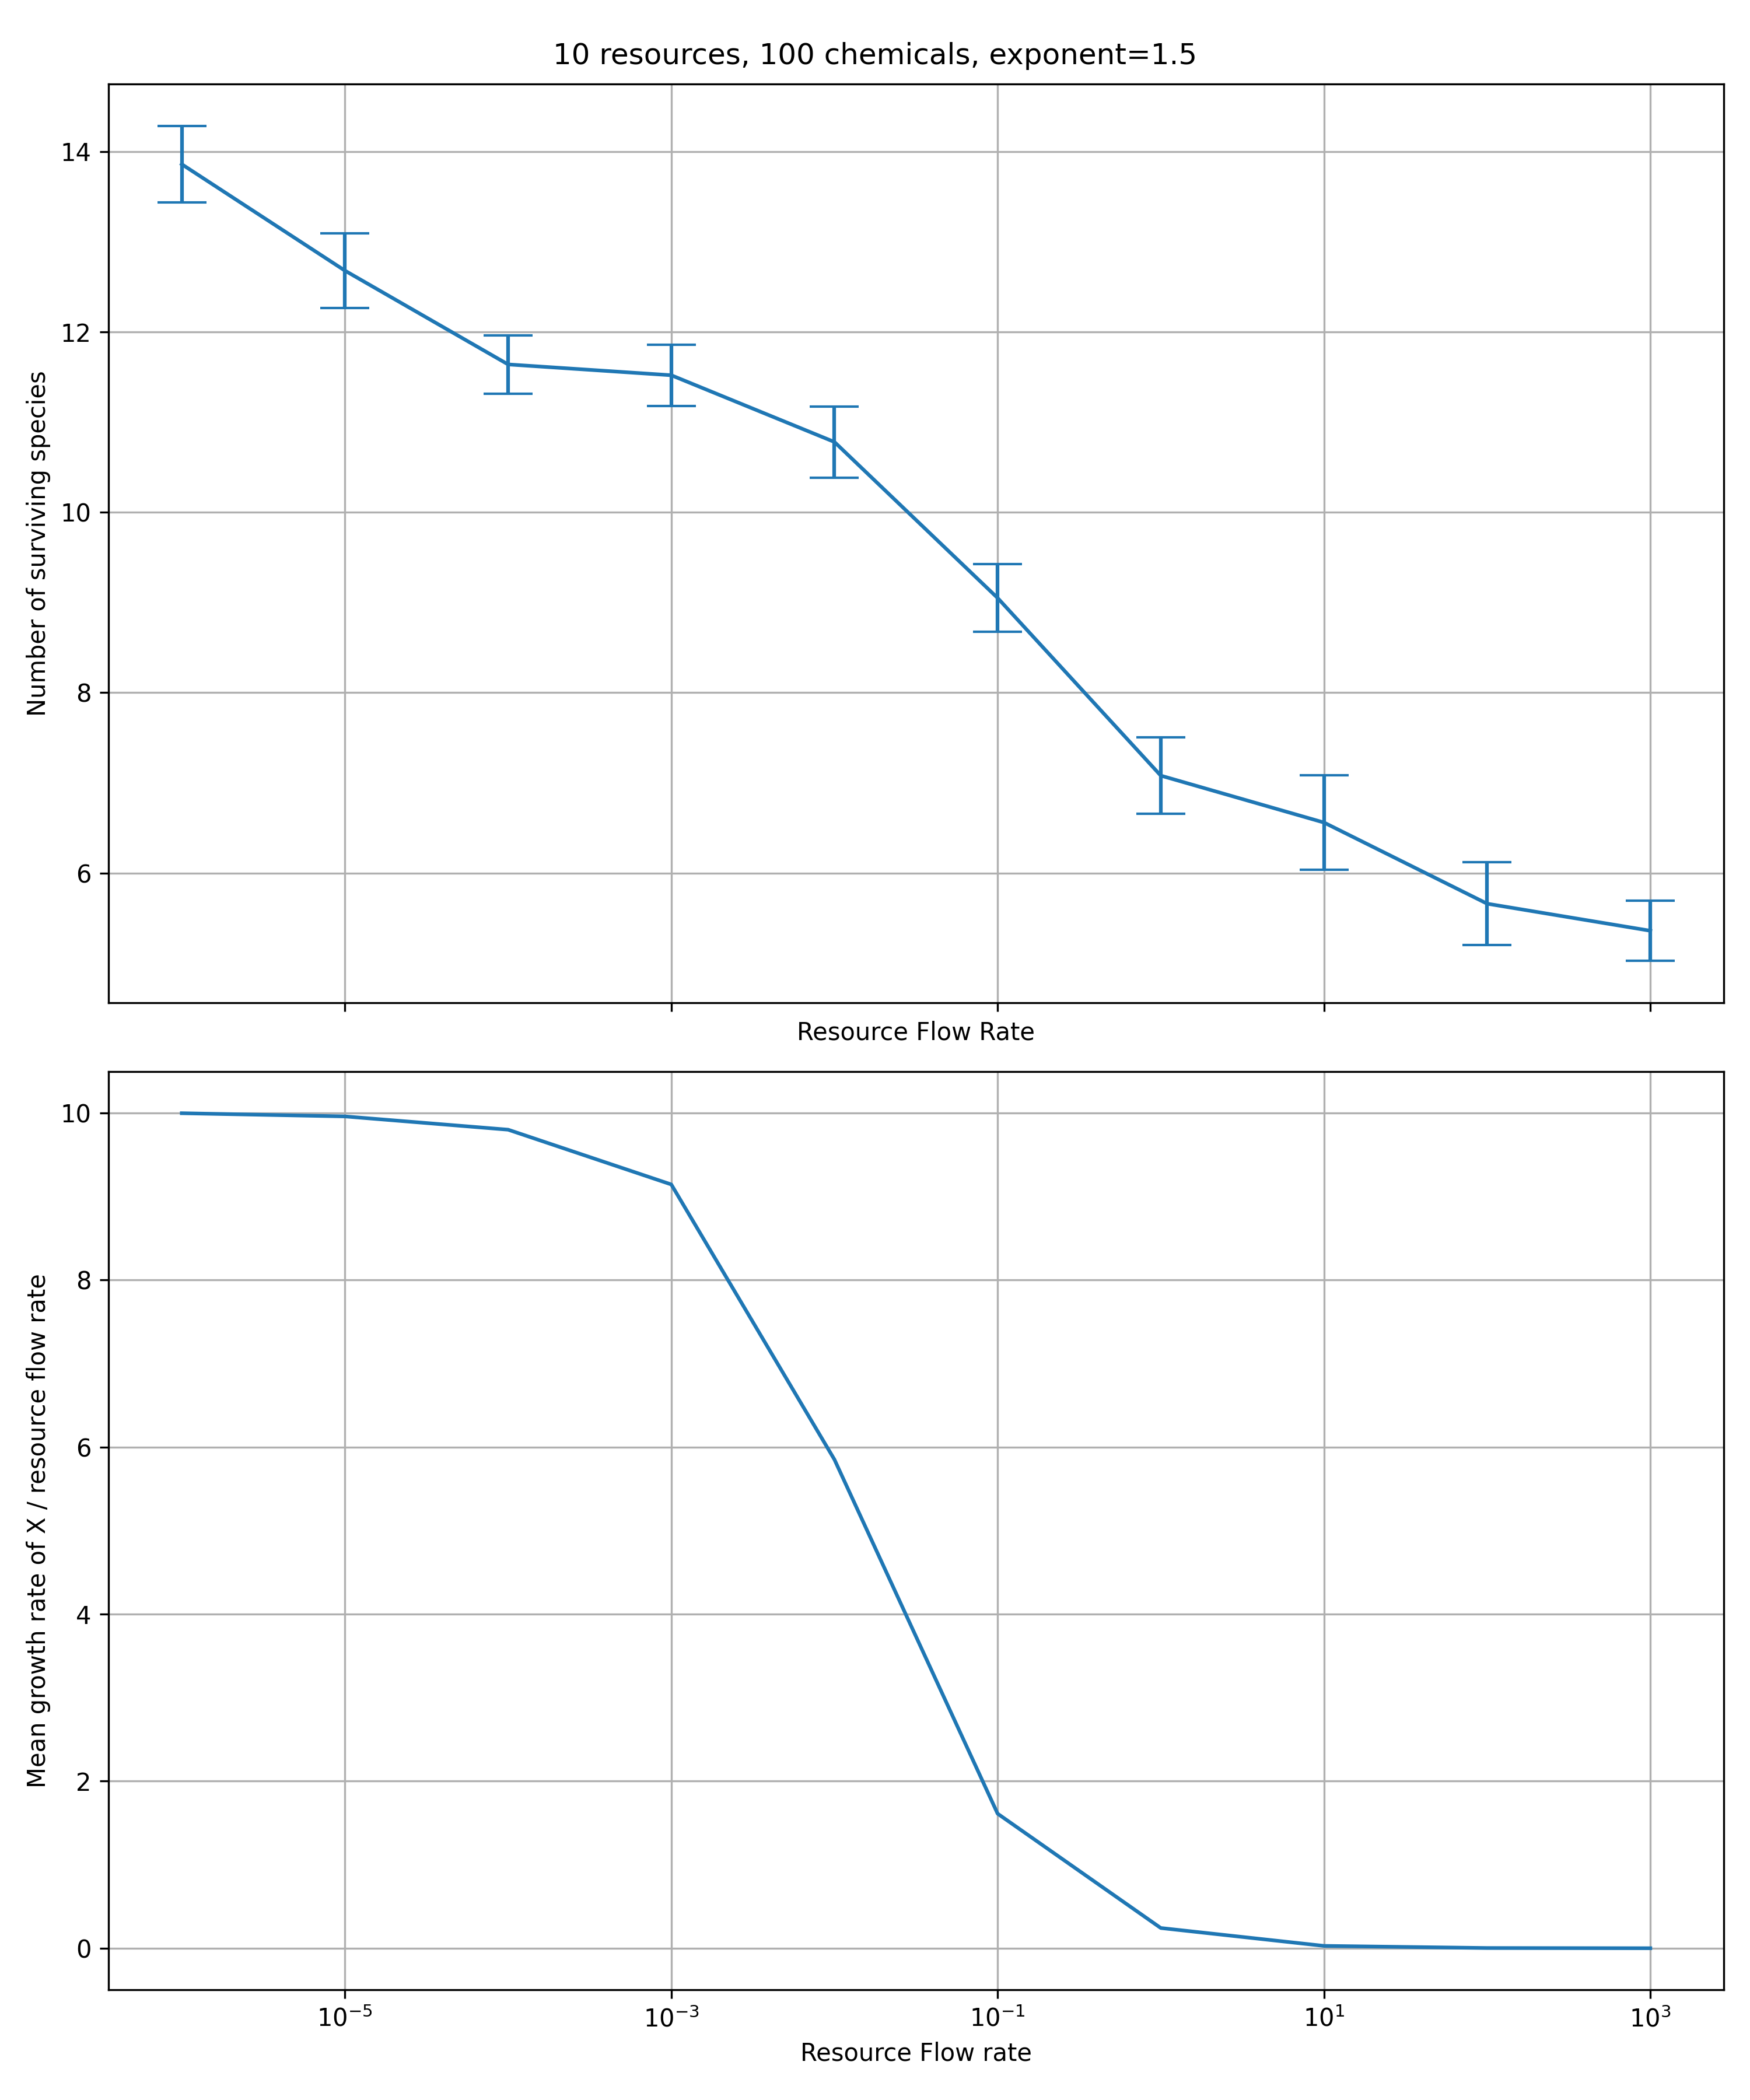 10 resources, 100 chemicals, exponent=1.5
Number of surviving species
14
12
10
8
6
Resource Flow Rate
Mean growth rate of X / resource flow rate
10
8
6
4
2
0
10⁻⁵ 10⁻³ 10⁻¹ 10¹ 10³
Resource Flow rate